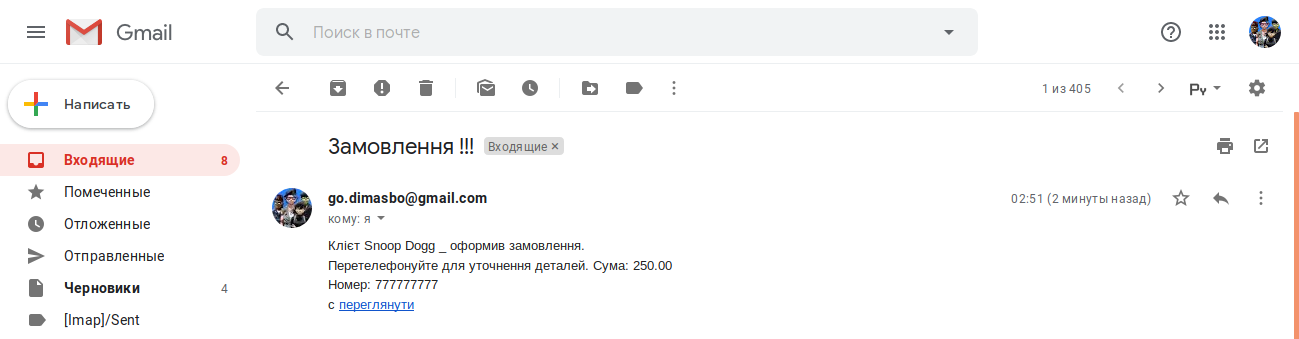 Gmail
Поиск в почте
Написать
1 из 405
Ру
Входящие 8
Помеченные
Отложенные
Отправленные
Черновики 4
[Imap]/Sent
Замовлення !!! Входящие ×
go.dimasbo@gmail.com 02:51 (2 минуты назад)
кому: я
Клієт Snoop Dogg _ оформив замовлення.
Перетелефонуйте для уточнення деталей. Сума: 250.00
Номер: 777777777
с переглянути